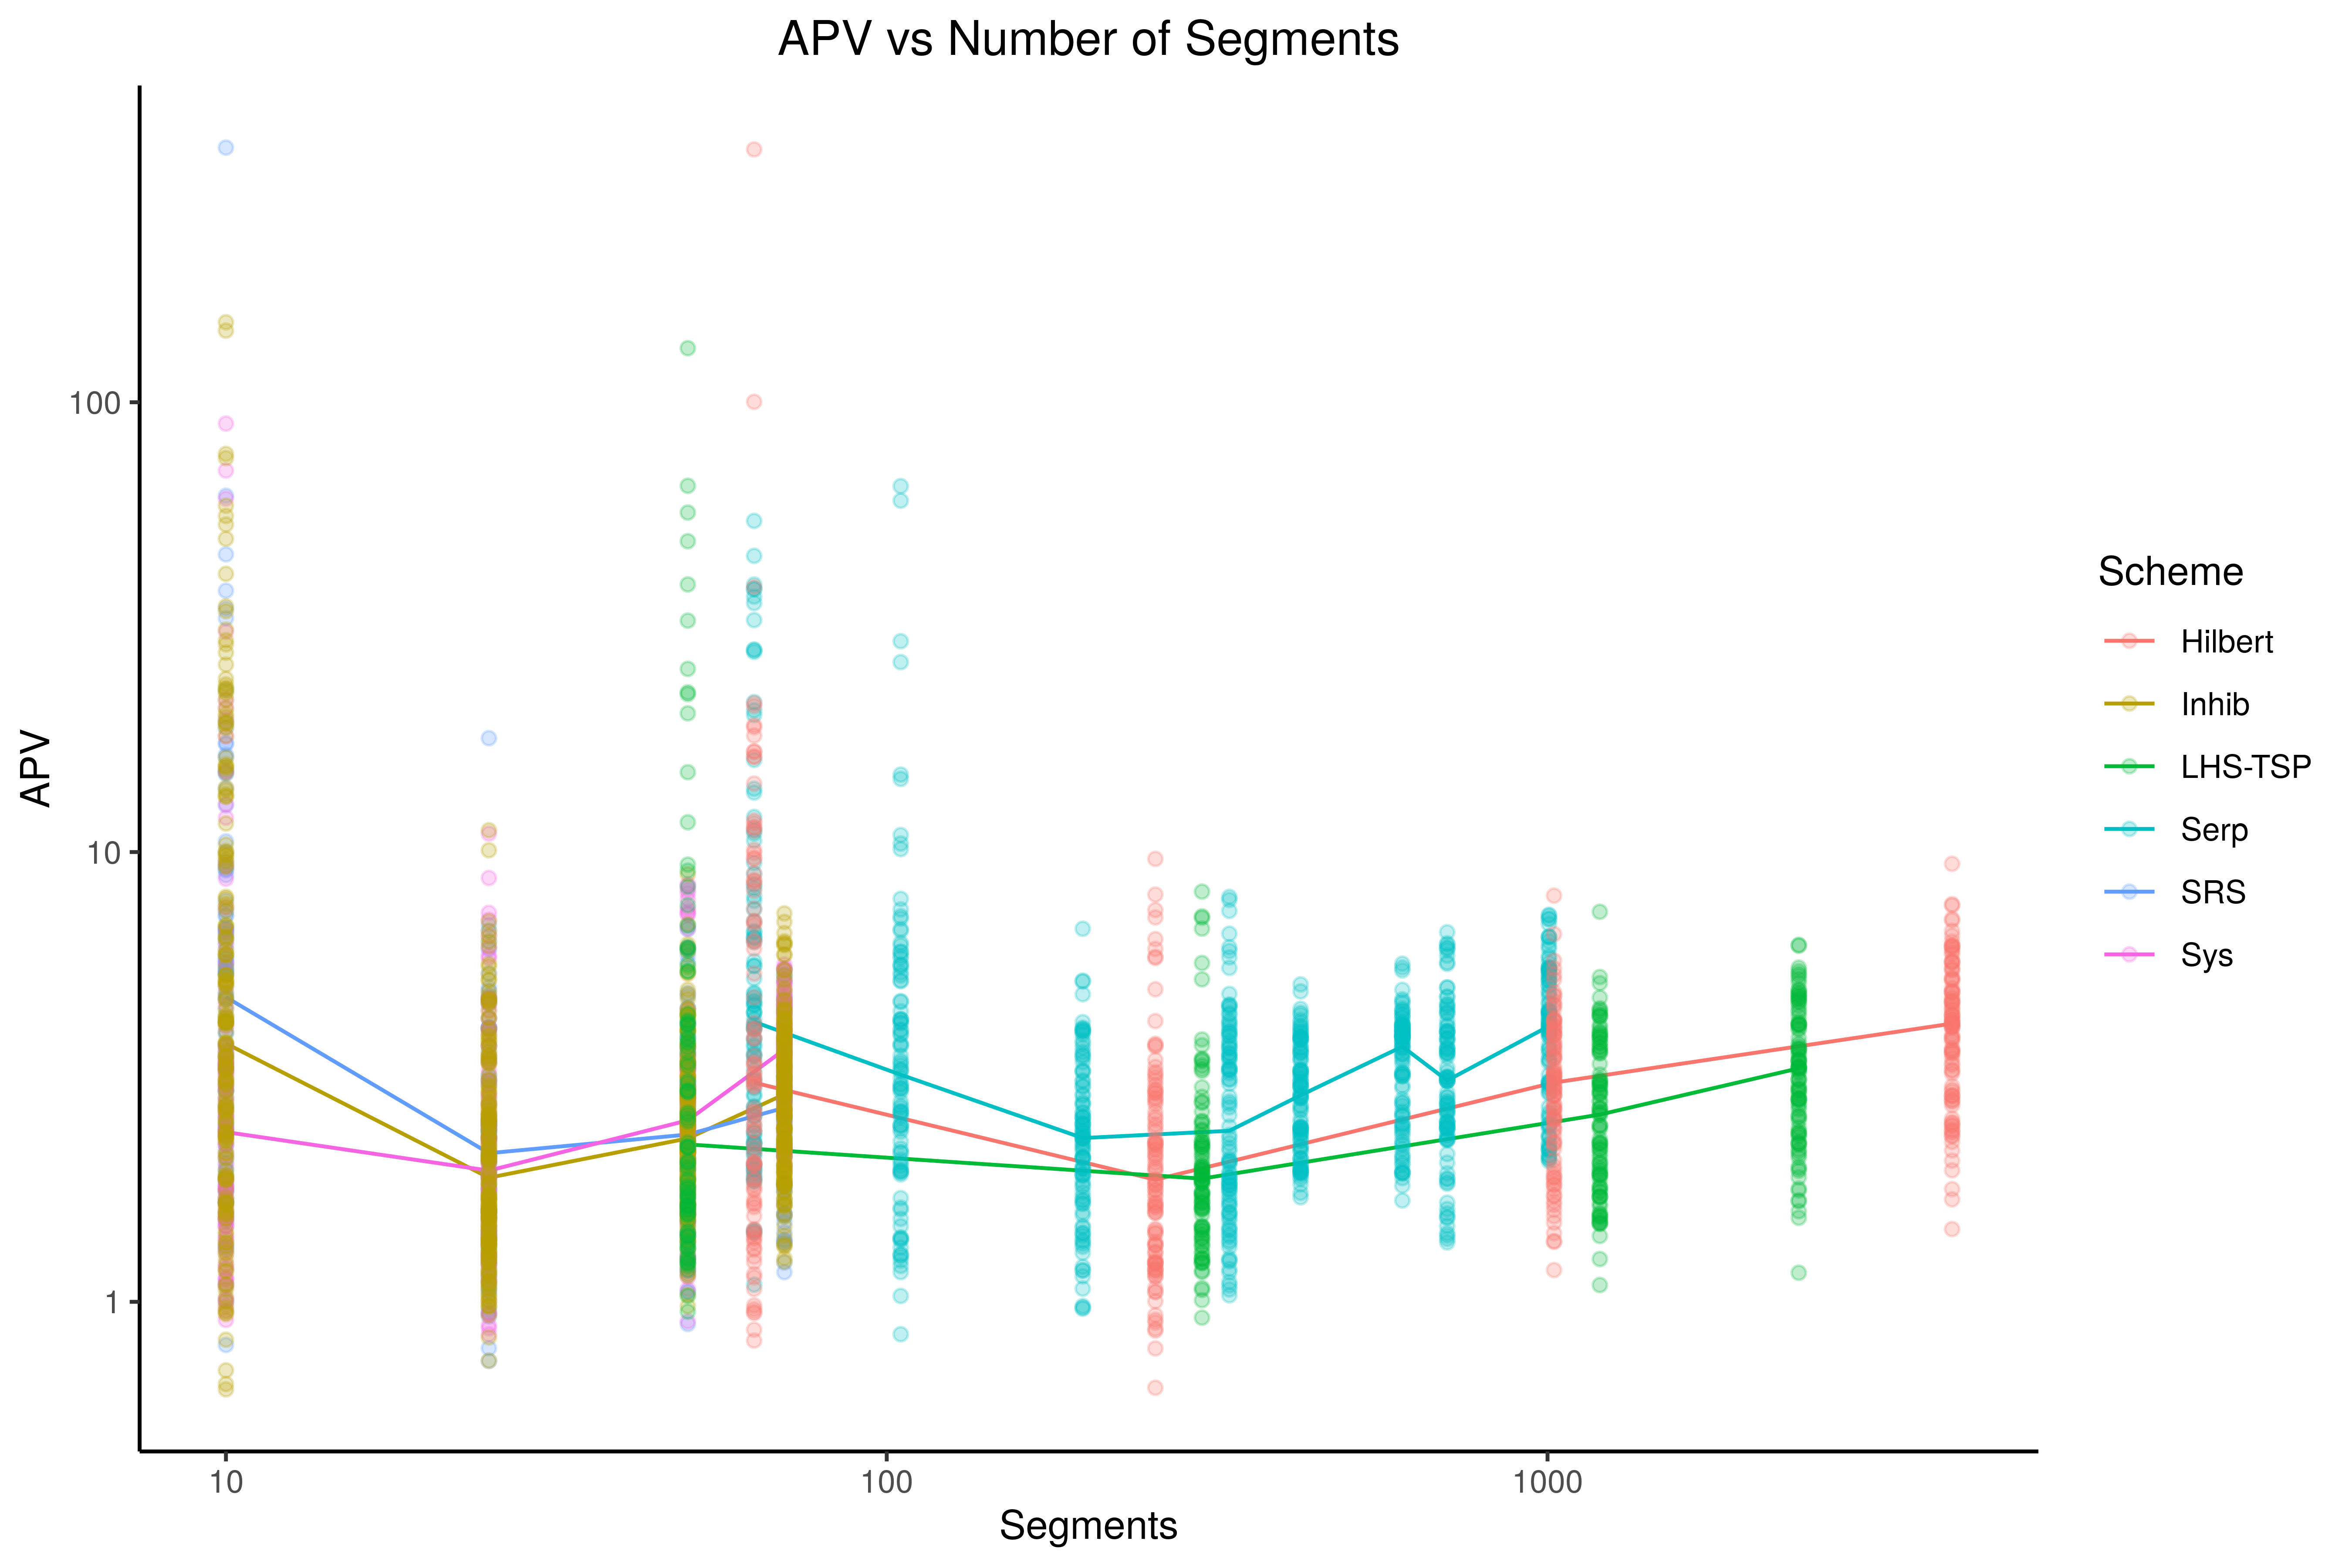 APV vs Number of Segments
APV
100
10
1
10
100
1000
Segments
Scheme
Hilbert
Inhib
LHS-TSP
Serp
SRS
Sys